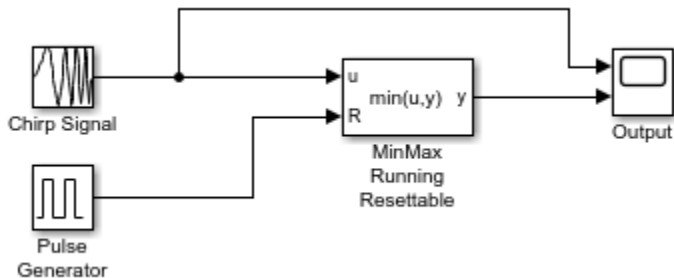 Chirp Signal
u
R
min(u,y)
y
MinMax
Running
Resettable
Output
Pulse
Generator